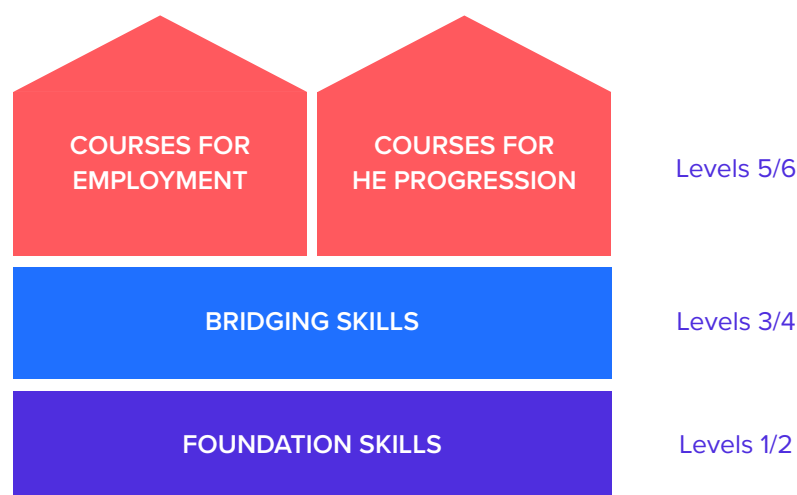 COURSES FOR
EMPLOYMENT
COURSES FOR
HE PROGRESSION
Levels 5/6
BRIDGING SKILLS
Levels 3/4
FOUNDATION SKILLS
Levels 1/2